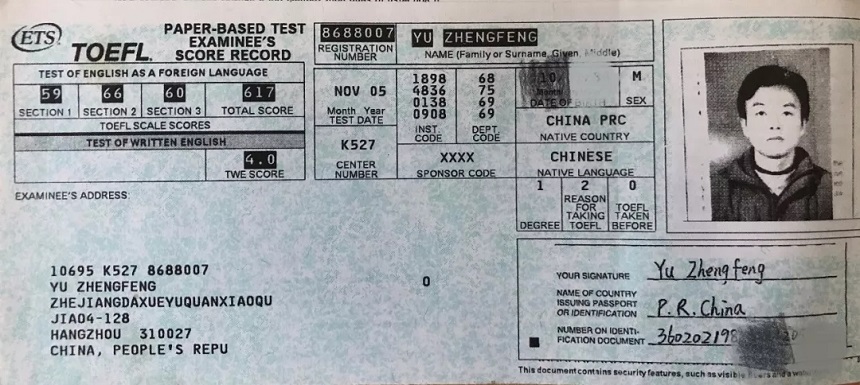 ETS
TOEFL
PAPER-BASED TEST
EXAMINEE'S
SCORE RECORD
8688007
REGISTRATION
NUMBER
YU ZHENGFENG
NAME (Family or Surname, Given, Middle)
TEST OF ENGLISH AS A FOREIGN LANGUAGE
59 66 60 617
SECTION 1 SECTION 2 SECTION 3 TOTAL SCORE
TOEFL SCALE SCORES
TEST OF WRITTEN ENGLISH
4.0
TWE SCORE
NOV 05
Month Year
TEST DATE
1898 68
4836 75
0138 69
0908 69
INST. CODE DEPT. CODE
10
Month
DATE OF
M
SEX
CHINA PRC
NATIVE COUNTRY
K527
CENTER
NUMBER
XXXX
SPONSOR CODE
CHINESE
NATIVE LANGUAGE
1 2 0
DEGREE
REASON FOR TAKING TOEFL
TOEFL TAKEN BEFORE
EXAMINEE'S ADDRESS:
10695 K527 8688007
YU ZHENGFENG
ZHEJIANGDAXUEYUQUANXIAOQU
JIAO4-128
HANGZHOU 310027
CHINA, PEOPLE'S REPU
0
YOUR SIGNATURE Yu Zhengfeng
NAME OF COUNTRY
ISSUING PASSPORT
OR IDENTIFICATION P.R.China
NUMBER ON IDENTI-
FICATION DOCUMENT 360202198
This document contains security features, such as